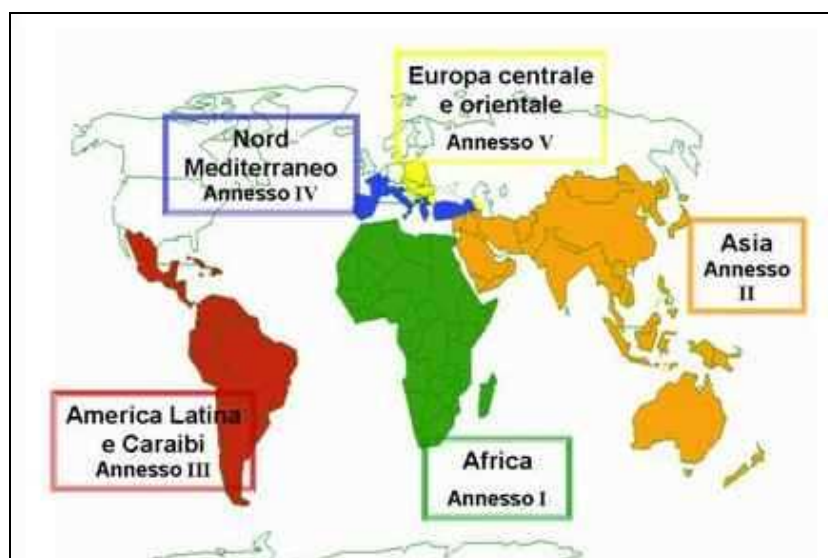 Europa centrale
e orientale
Annesso V
Nord
Mediterraneo
Annesso IV
Asia
Annesso
II
America Latina
e Caraibi
Annesso III
Africa
Annesso I